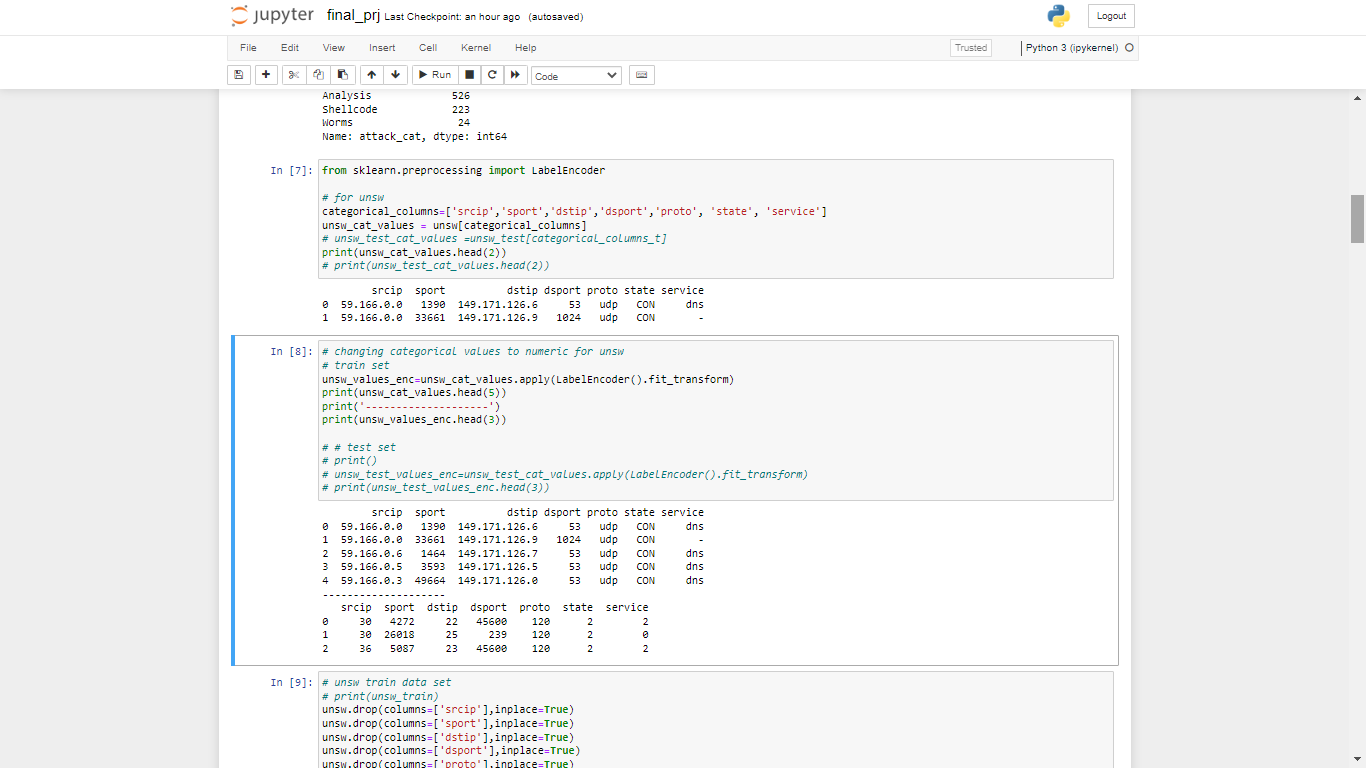 jupyter final_prj Last Checkpoint: an hour ago (autosaved) Logout
File Edit View Insert Cell Kernel Help Trusted Python 3 (ipykernel)
Run Code
Analysis 526
Shellcode 223
Worms 24
Name: attack_cat, dtype: int64
In [7]: from sklearn.preprocessing import LabelEncoder
# for unsw
categorical_columns=['srcip','sport','dstip','dsport','proto', 'state', 'service']
unsw_cat_values = unsw[categorical_columns]
# unsw_test_cat_values =unsw_test[categorical_columns_t]
print(unsw_cat_values.head(2))
# print(unsw_test_cat_values.head(2))
srcip sport dstip dsport proto state service
0 59.166.0.0 1390 149.171.126.6 53 udp CON dns
1 59.166.0.0 33661 149.171.126.9 1024 udp CON -
In [8]: # changing categorical values to numeric for unsw
# train set
unsw_values_enc=unsw_cat_values.apply(LabelEncoder().fit_transform)
print(unsw_cat_values.head(5))
print('--------------------')
print(unsw_values_enc.head(3))
# # test set
# print()
# unsw_test_values_enc=unsw_test_cat_values.apply(LabelEncoder().fit_transform)
# print(unsw_test_values_enc.head(3))
srcip sport dstip dsport proto state service
0 59.166.0.0 1390 149.171.126.6 53 udp CON dns
1 59.166.0.0 33661 149.171.126.9 1024 udp CON -
2 59.166.0.6 1464 149.171.126.7 53 udp CON dns
3 59.166.0.5 3593 149.171.126.5 53 udp CON dns
4 59.166.0.3 49664 149.171.126.0 53 udp CON dns
--------------------
srcip sport dstip dsport proto state service
0 30 4272 22 45600 120 2 2
1 30 26018 25 239 120 2 0
2 36 5087 23 45600 120 2 2
In [9]: # unsw train data set
# print(unsw_train)
unsw.drop(columns=['srcip'],inplace=True)
unsw.drop(columns=['sport'],inplace=True)
unsw.drop(columns=['dstip'],inplace=True)
unsw.drop(columns=['dsport'],inplace=True)
unsw.drop(columns=['proto'],inplace=True)